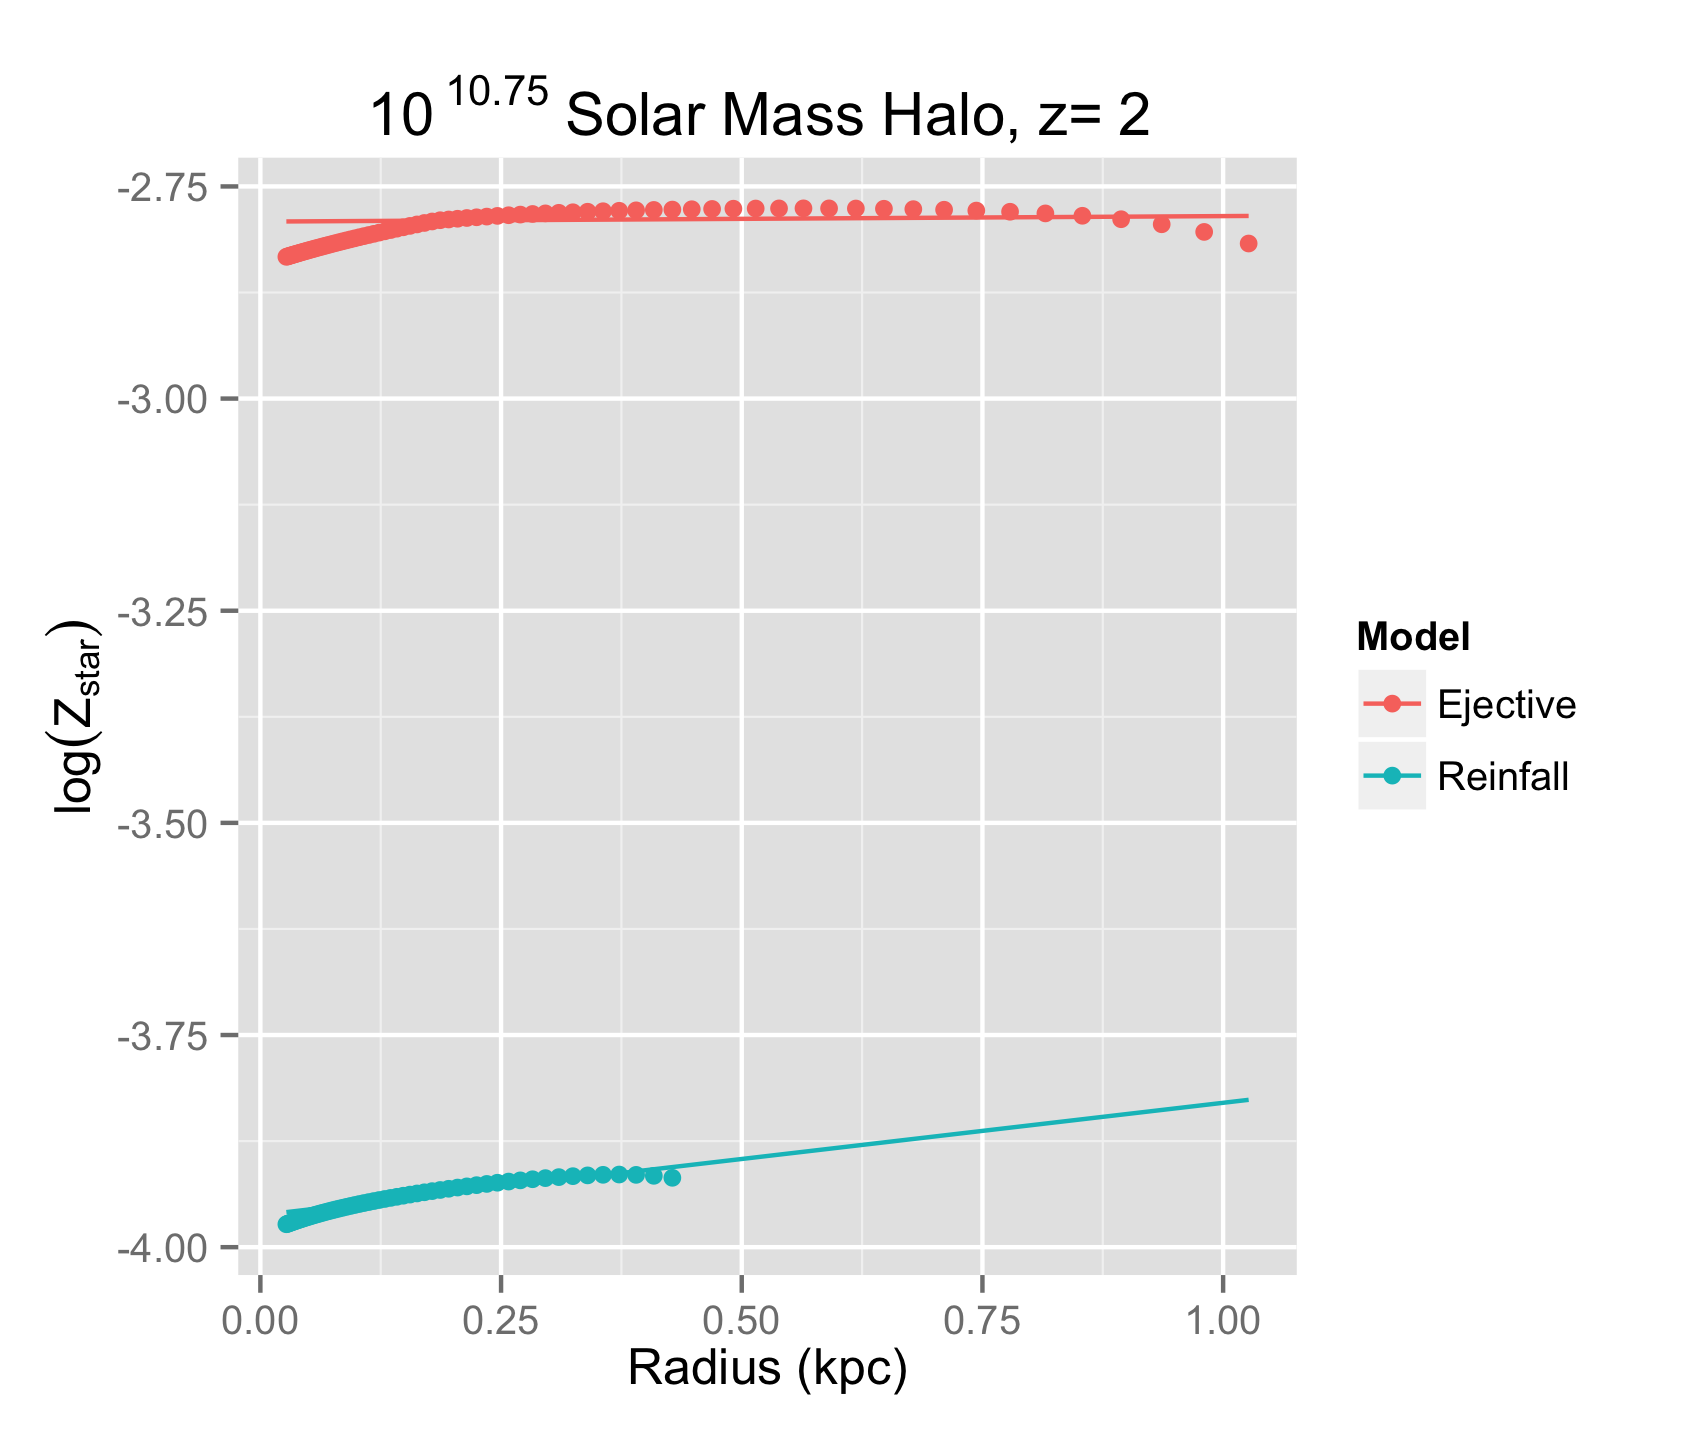 10^10.75 Solar Mass Halo, z= 2
-2.75
-3.00
-3.25
-3.50
-3.75
-4.00
log(Z_star)
0.00 0.25 0.50 0.75 1.00
Radius (kpc)
Model
Ejective
Reinfall